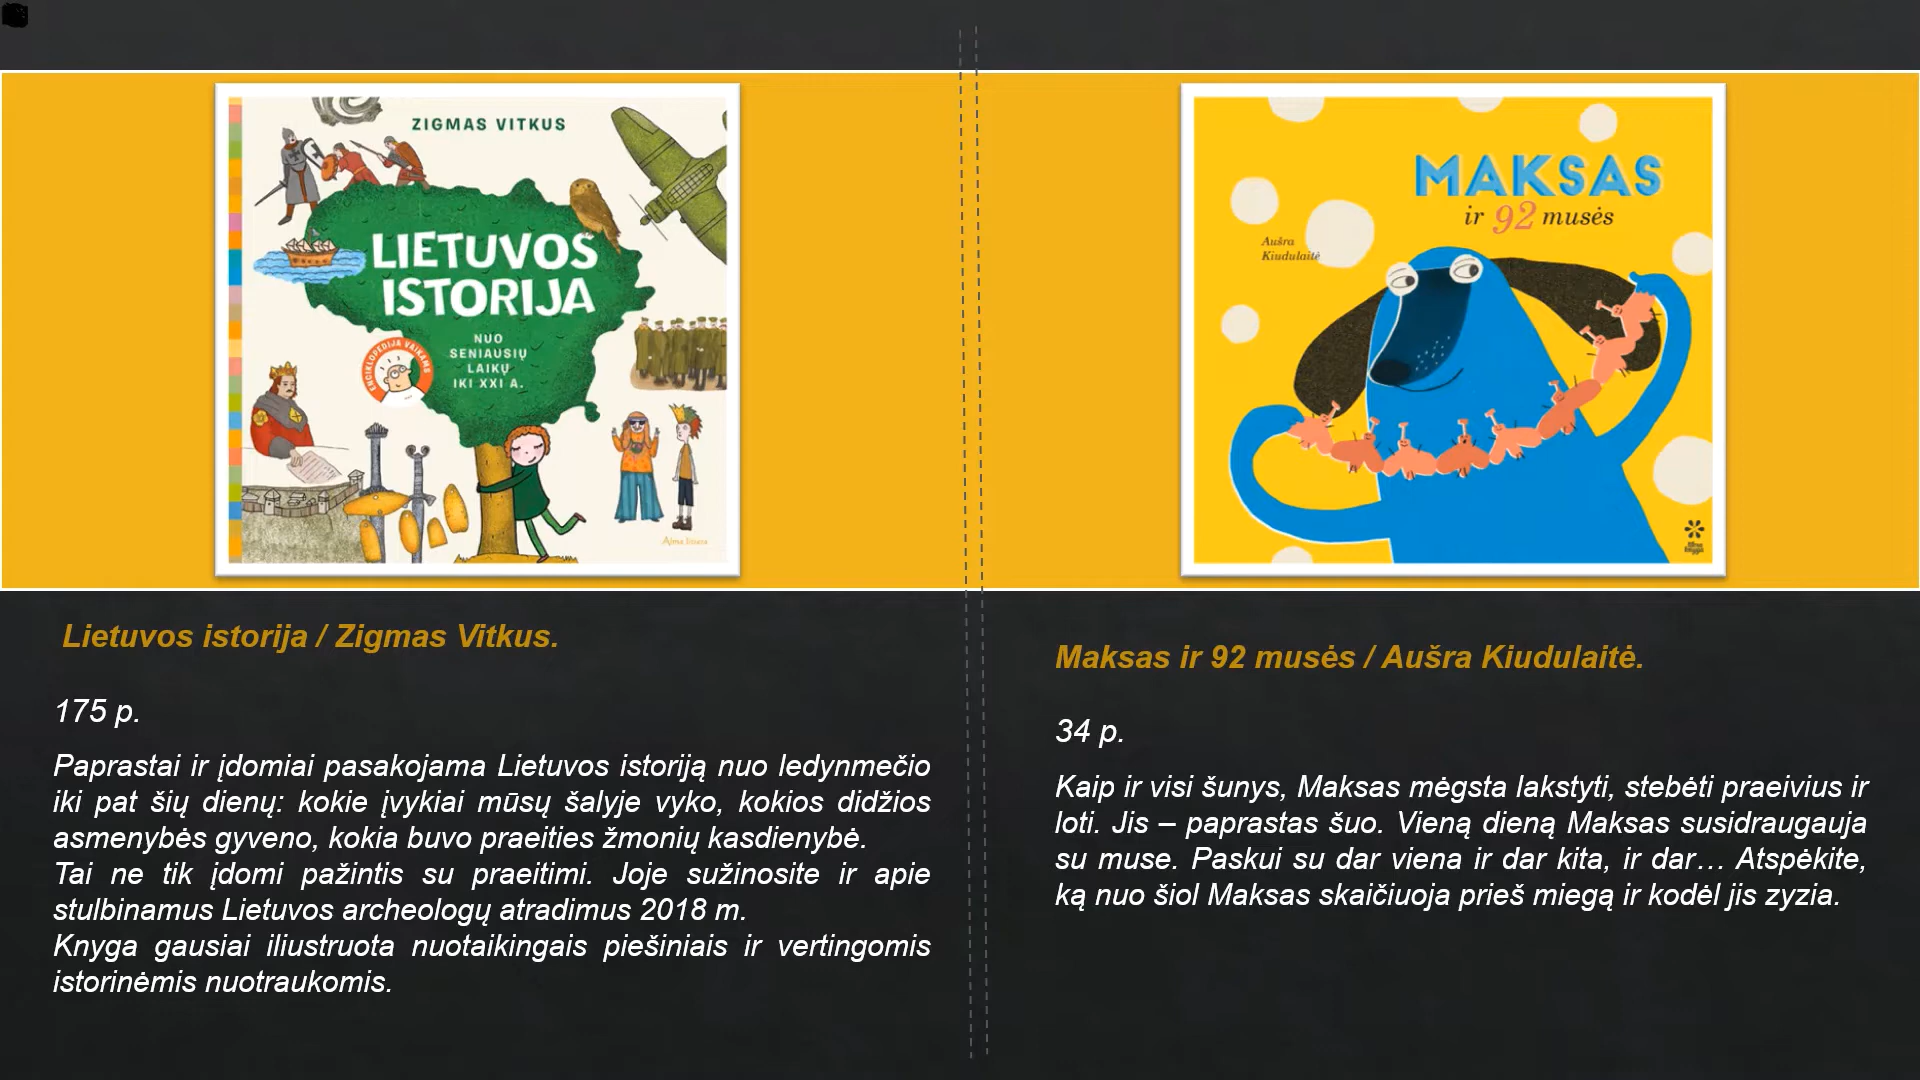 ZIGMAS VITKUS
LIETUVOS
ISTORIJA
NUO
SENIAUSIŲ
LAIKŲ
IKI XXI A.
ENCIKLOPEDIJA VAIKAMS
Alma littera
Lietuvos istorija / Zigmas Vitkus.
175 p.
Paprastai ir įdomiai pasakojama Lietuvos istoriją nuo ledynmečio
iki pat šių dienų: kokie įvykiai mūsų šalyje vyko, kokios didžios
asmenybės gyveno, kokia buvo praeities žmonių kasdienybė.
Tai ne tik įdomi pažintis su praeitimi. Joje sužinosite ir apie
stulbinamus Lietuvos archeologų atradimus 2018 m.
Knyga gausiai iliustruota nuotaikingais piešiniais ir vertingomis
istorinėmis nuotraukomis.
MAKSAS
ir 92 musės
Aušra
Kiudulaitė
Maksas ir 92 musės / Aušra Kiudulaitė.
34 p.
Kaip ir visi šunys, Maksas mėgsta lakstyti, stebėti praeivius ir
loti. Jis – paprastas šuo. Vieną dieną Maksas susidraugauja
su muse. Paskui su dar viena ir dar kita, ir dar… Atspėkite,
ką nuo šiol Maksas skaičiuoja prieš miegą ir kodėl jis zyzia.